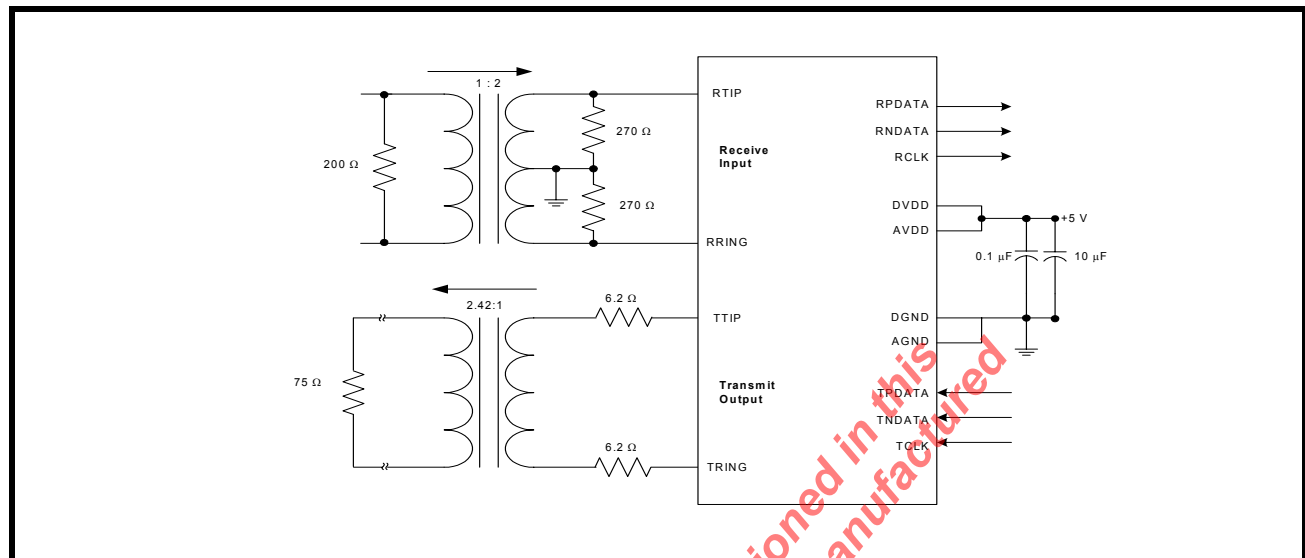 1 : 2
RTIP
270 Ω
200 Ω
Receive
Input
270 Ω
RRING
RPDATA
RNDATA
RCLK
DVDD
AVDD
+5 V
0.1 µF
10 µF
2.42:1
6.2 Ω
TTIP
DGND
AGND
75 Ω
Transmit
Output
TPDATA
TNDATA
TCLK
6.2 Ω
TRING
in this